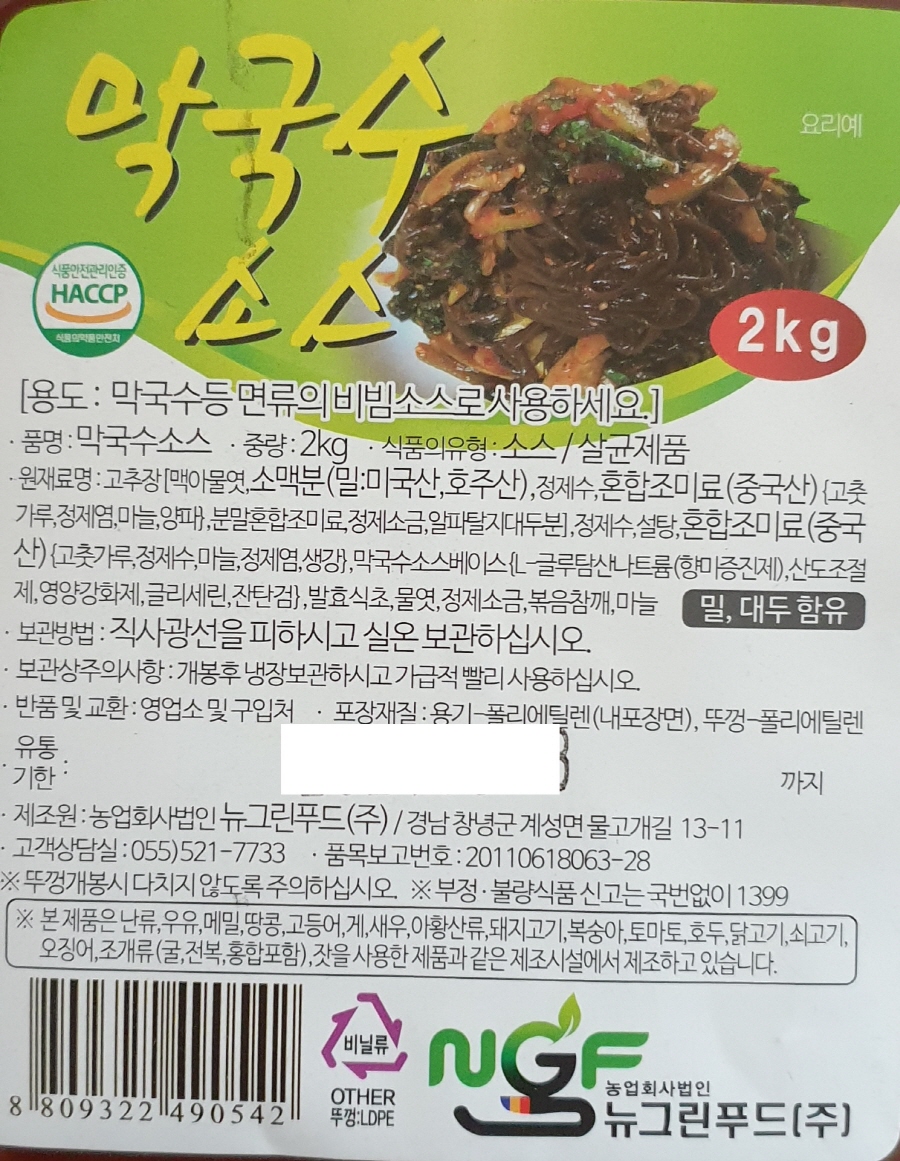 막국수
소스
요리예
식품안전관리인증
HACCP
식품의약품안전처
2kg
[용도 : 막국수등 면류의 비빔소스로 사용하세요.]
· 품명 : 막국수소스 · 중량 : 2kg · 식품의유형 : 소스 / 살균제품
· 원재료명 : 고추장[맥아물엿,소맥분(밀:미국산,호주산),정제수,혼합조미료(중국산){고춧
가루,정제염,마늘,양파},분말혼합조미료,정제소금,알파탈지대두분],정제수,설탕,혼합조미료(중국
산){고춧가루,정제수,마늘,정제염,생강},막국수소스베이스{L-글루탐산나트륨(향미증진제),산도조절
제,영양강화제,글리세린,잔탄검},발효식초,물엿,정제소금,볶음참깨,마늘 밀, 대두 함유
· 보관방법 : 직사광선을 피하시고 실온 보관하십시오.
· 보관상주의사항 : 개봉후 냉장보관하시고 가급적 빨리 사용하십시오.
· 반품 및 교환 : 영업소 및 구입처 · 포장재질 : 용기-폴리에틸렌(내포장면), 뚜껑-폴리에틸렌
· 유통
기한 : 까지
· 제조원 : 농업회사법인 뉴그린푸드(주) / 경남 창녕군 계성면 물고개길 13-11
· 고객상담실 : 055)521-7733 · 품목보고번호 : 20110618063-28
※ 뚜껑개봉시 다치지 않도록 주의하십시오. ※ 부정·불량식품 신고는 국번없이 1399
※ 본 제품은 난류,우유,메밀,땅콩,고등어,게,새우,아황산류,돼지고기,복숭아,토마토,호두,닭고기,쇠고기,
오징어,조개류(굴,전복,홍합포함),잣을 사용한 제품과 같은 제조시설에서 제조하고 있습니다.
8 809322 490542
비닐류
OTHER
뚜껑:LDPE
NGF
농업회사법인
뉴그린푸드(주)